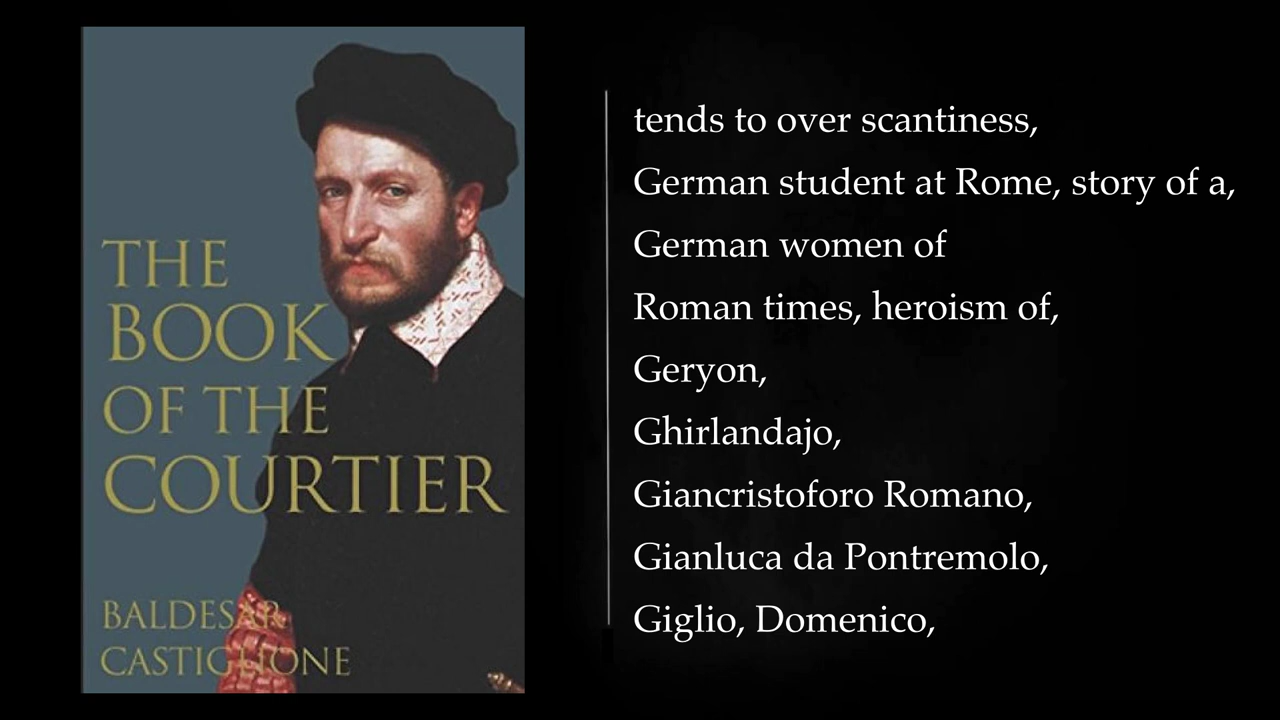 THE
BOOK
OF THE
COURTIER
BALDESAR
CASTIGLIONE
tends to over scantiness,
German student at Rome, story of a,
German women of
Roman times, heroism of,
Geryon,
Ghirlandajo,
Giancristoforo Romano,
Gianluca da Pontremolo,
Giglio, Domenico,